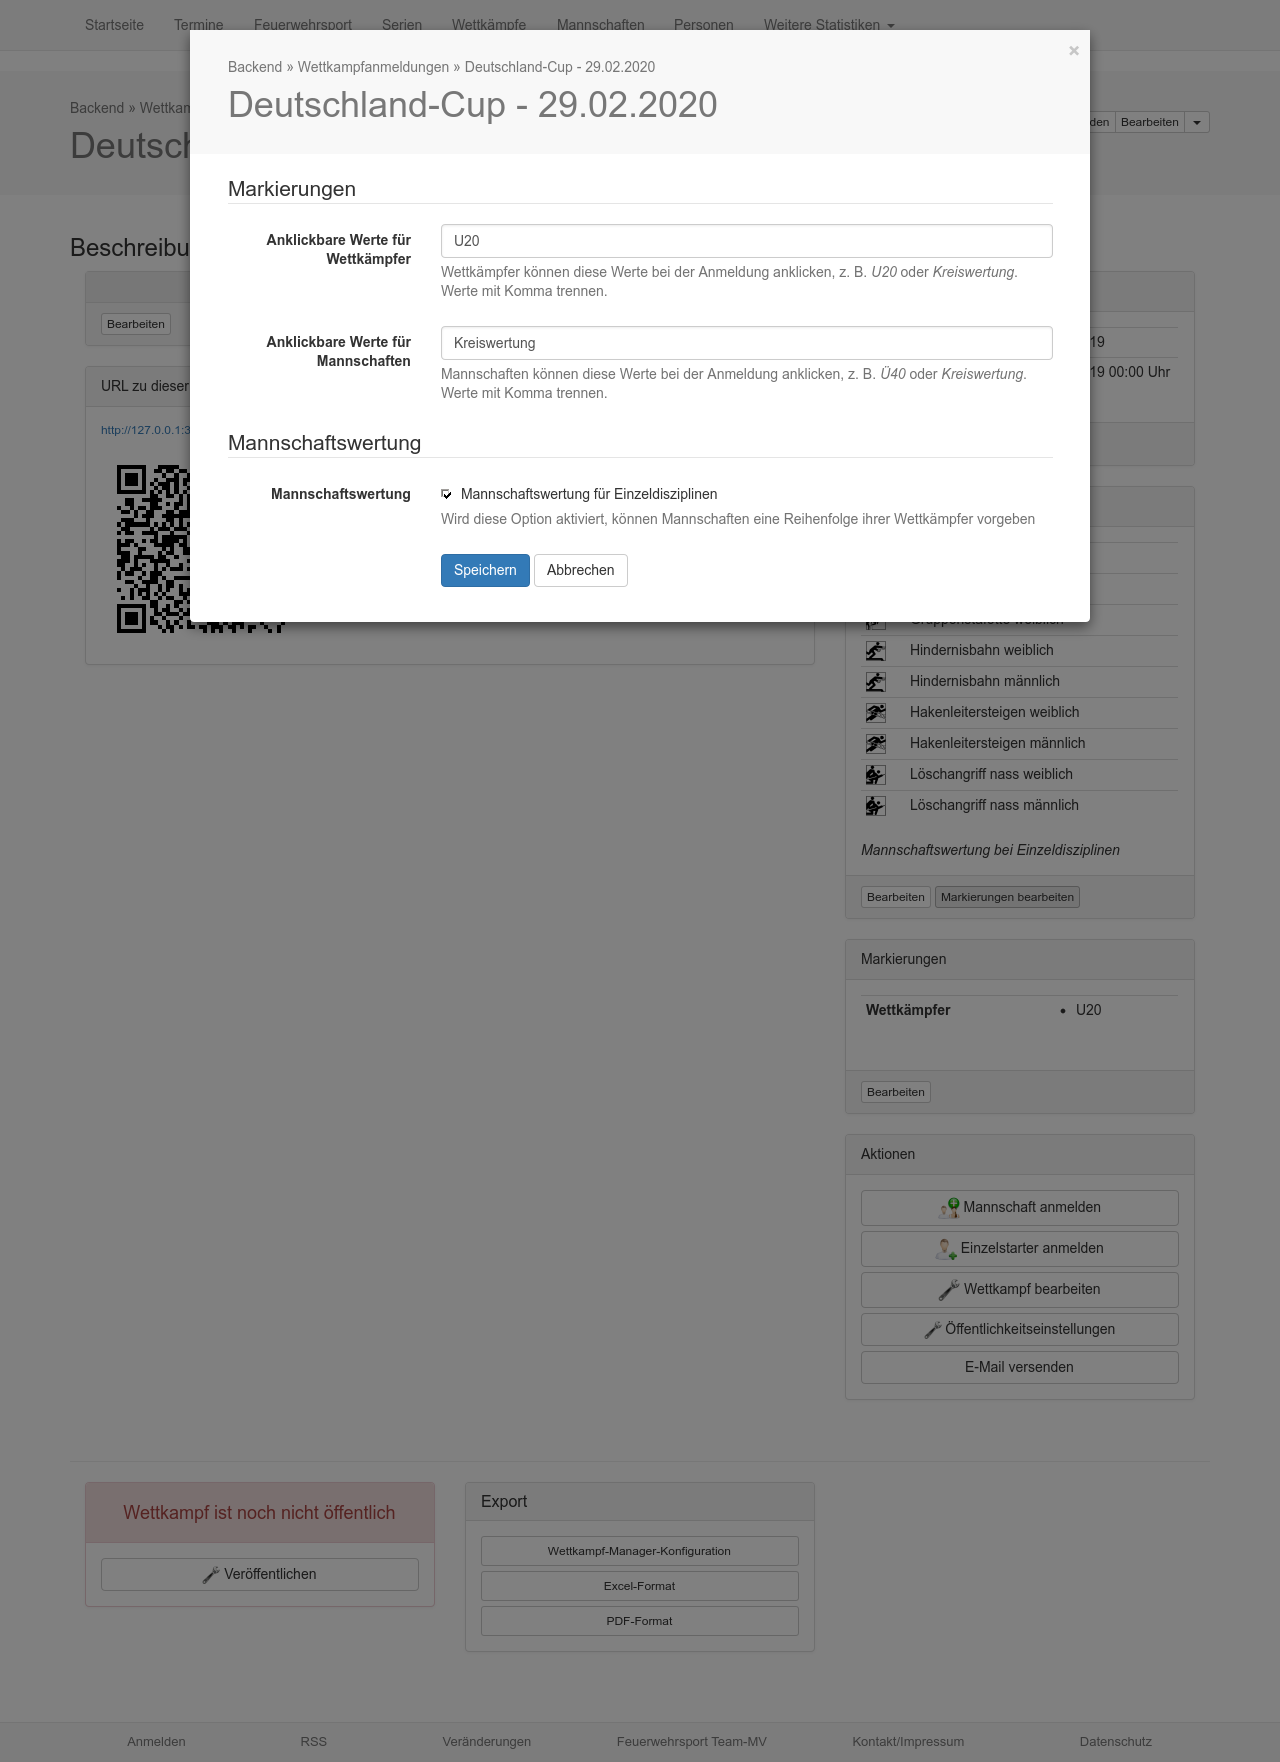 Startseite Termine Feuerwehrsport Serien Wettkämpfe Mannschaften Personen Weitere Statistiken
×
Backend » Wettkampfanmeldungen » Deutschland-Cup - 29.02.2020
Deutschland-Cup - 29.02.2020
Backend »
Bearbeiten
Markierungen
Anklickbare Werte für Wettkämpfer
U20
Wettkämpfer können diese Werte bei der Anmeldung anklicken, z. B. U20 oder Kreiswertung.
Werte mit Komma trennen.
Anklickbare Werte für Mannschaften
Kreiswertung
Mannschaften können diese Werte bei der Anmeldung anklicken, z. B. Ü40 oder Kreiswertung.
Werte mit Komma trennen.
Mannschaftswertung
Mannschaftswertung
Mannschaftswertung für Einzeldisziplinen
Wird diese Option aktiviert, können Mannschaften eine Reihenfolge ihrer Wettkämpfer vorgeben
Speichern Abbrechen
Bearbeiten
URL zu dieser
http://127.0.0.1:3
19
19 00:00 Uhr
Hindernisbahn weiblich
Hindernisbahn männlich
Hakenleitersteigen weiblich
Hakenleitersteigen männlich
Löschangriff nass weiblich
Löschangriff nass männlich
Mannschaftswertung bei Einzeldisziplinen
Bearbeiten Markierungen bearbeiten
Markierungen
Wettkämpfer • U20
Bearbeiten
Aktionen
Mannschaft anmelden
Einzelstarter anmelden
Wettkampf bearbeiten
Öffentlichkeitseinstellungen
E-Mail versenden
Wettkampf ist noch nicht öffentlich
Veröffentlichen
Export
Wettkampf-Manager-Konfiguration
Excel-Format
PDF-Format
Anmelden RSS Veränderungen Feuerwehrsport Team-MV Kontakt/Impressum Datenschutz